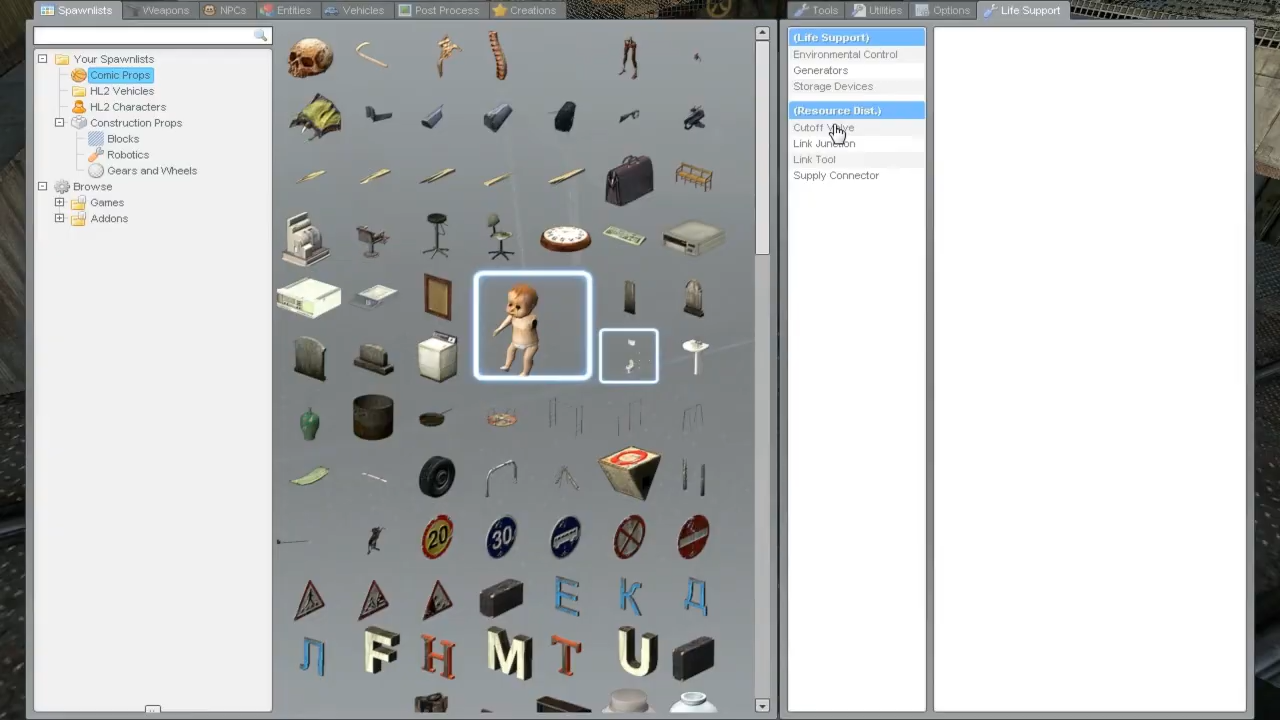 Spawnlists
Weapons
NPCs
Entities
Vehicles
Post Process
Creations
Tools
Utilities
Options
Life Support
Your Spawnlists
Comic Props
HL2 Vehicles
HL2 Characters
Construction Props
Blocks
Robotics
Gears and Wheels
Browse
Games
Addons
(Life Support)
Environmental Control
Generators
Storage Devices
(Resource Dist.)
Cutoff Valve
Link Junction
Link Tool
Supply Connector
20
30
Е К Д
Л F Н M T U